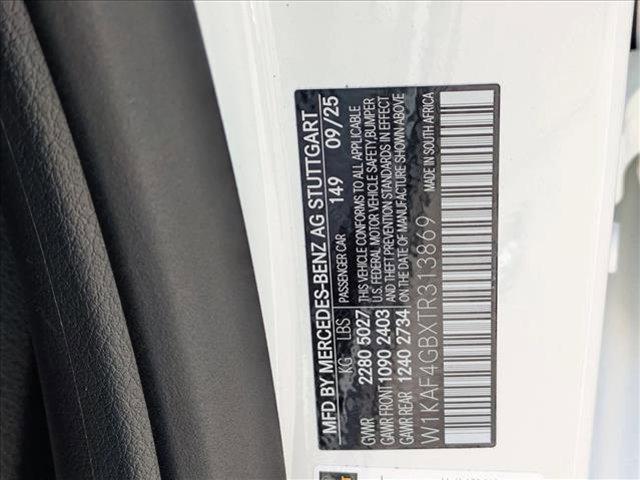 MFD BY MERCEDES-BENZ AG STUTTGART
KG LBS PASSENGER CAR 149 09/25
GVWR 2280 5027 THIS VEHICLE CONFORMS TO ALL APPLICABLE
U.S. FEDERAL MOTOR VEHICLE SAFETY, BUMPER
GAWR FRONT 1090 2403 AND THEFT PREVENTION STANDARDS IN EFFECT
GAWR REAR 1240 2734 ON THE DATE OF MANUFACTURE SHOWN ABOVE
W1KAF4GBXTR313869 MADE IN SOUTH AFRICA